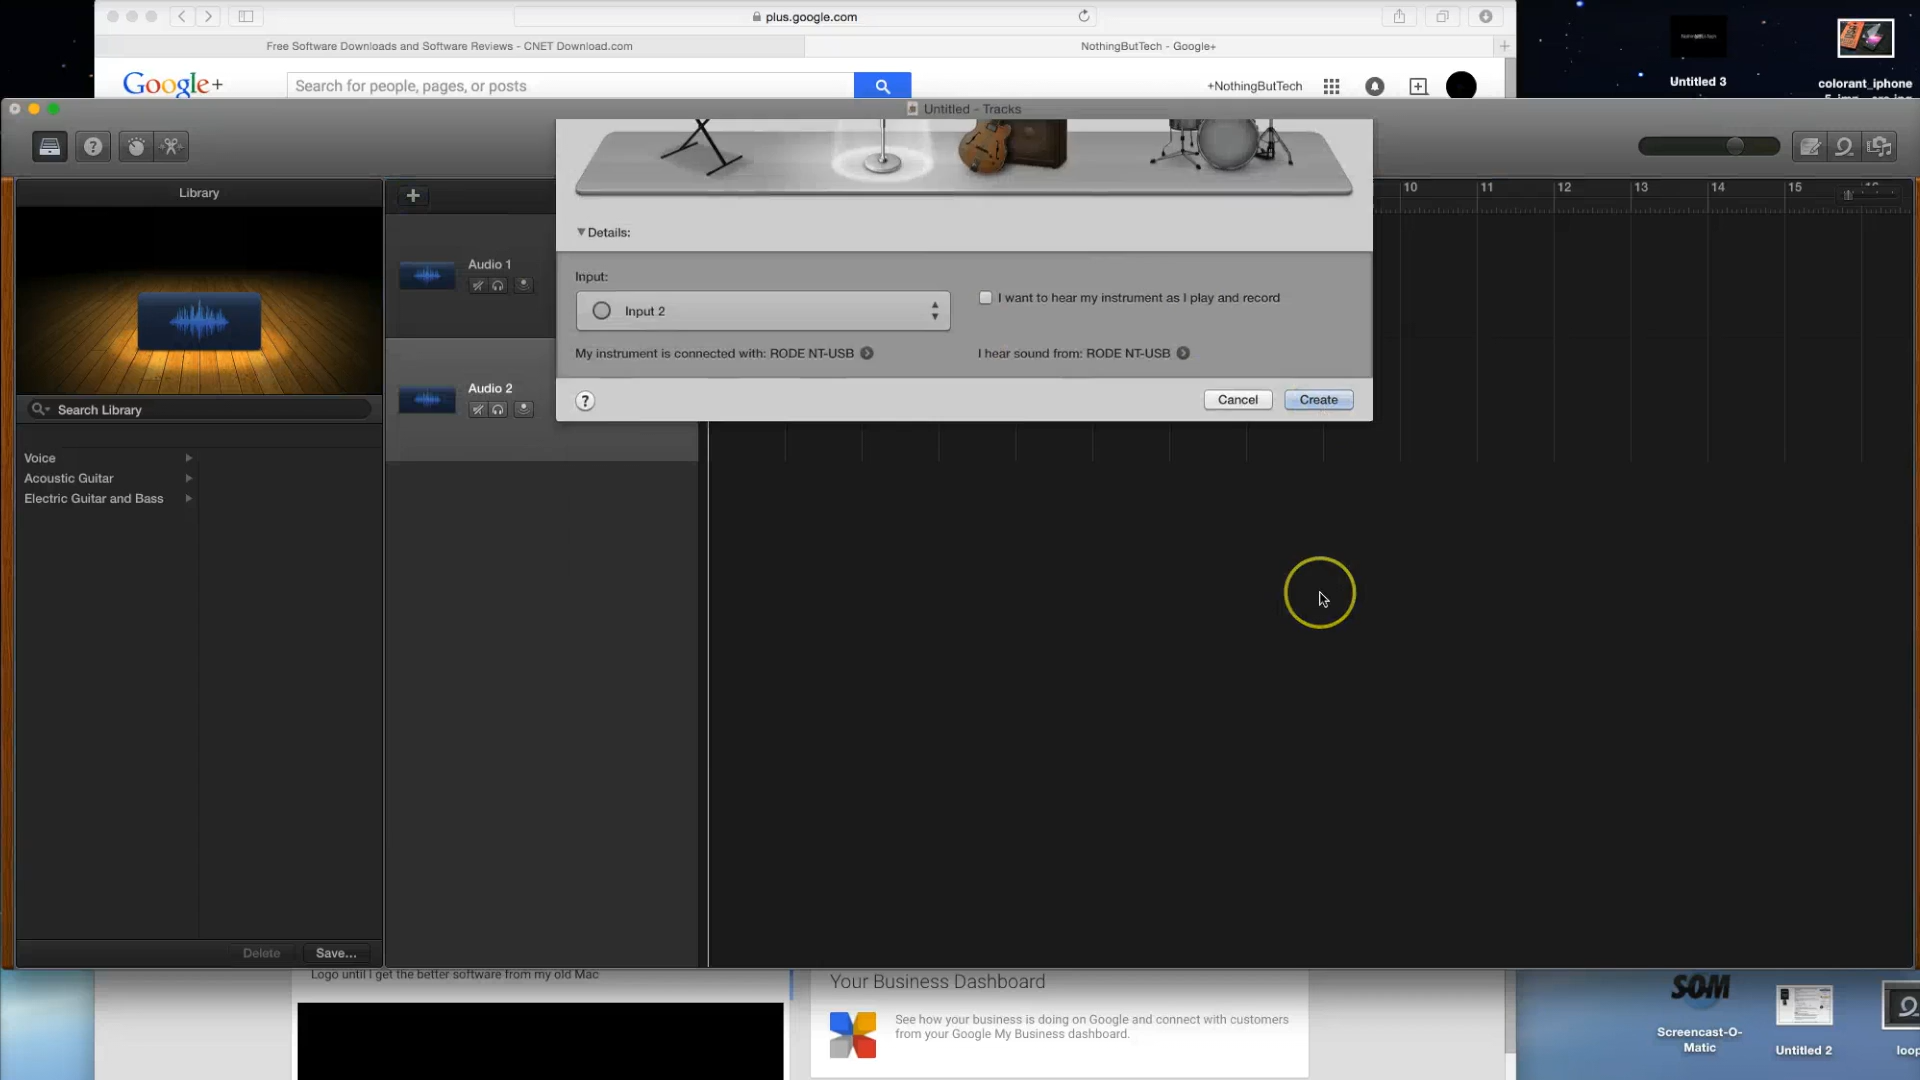 plus.google.com
Free Software Downloads and Software Reviews - CNET Download.com
NothingButTech - Google+
Google+
Search for people, pages, or posts
+NothingButTech
Untitled 3
colorant_iphone
Untitled - Tracks
Library
10 11 12 13 14 15
Details:
Audio 1
Input:
Input 2
I want to hear my instrument as I play and record
My instrument is connected with: RODE NT-USB
I hear sound from: RODE NT-USB
Audio 2
Cancel
Create
?
Search Library
Voice
Acoustic Guitar
Electric Guitar and Bass
Delete
Save...
Logo until I get the better software from my old Mac
Your Business Dashboard
See how your business is doing on Google and connect with customers
from your Google My Business dashboard.
SOM
Screencast-O-
Matic
Untitled 2
loop